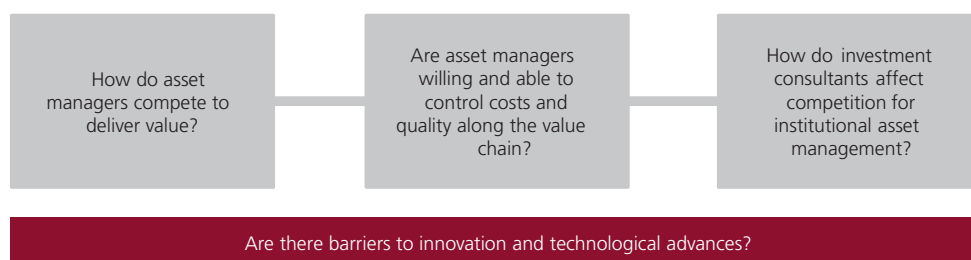 How do asset
managers compete to
deliver value?
Are asset managers
willing and able to
control costs and
quality along the value
chain?
How do investment
consultants affect
competition for
institutional asset
management?
Are there barriers to innovation and technological advances?